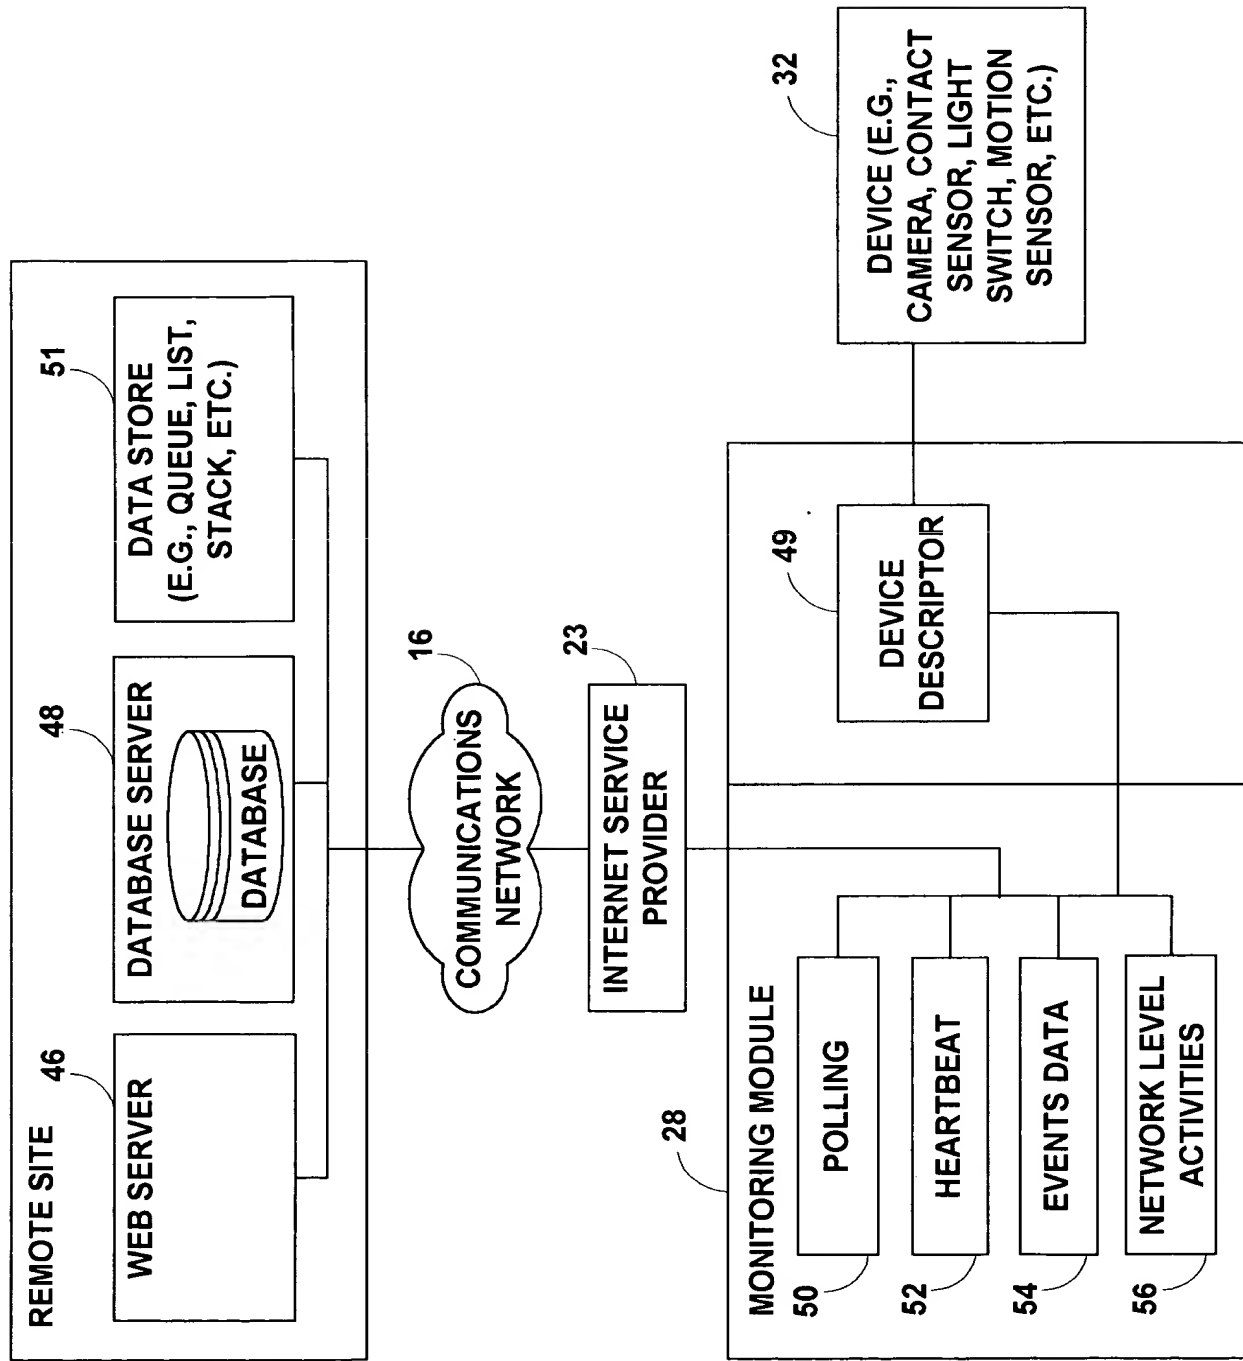 REMOTE SITE
46
WEB SERVER
48
DATABASE SERVER
DATABASE
51
DATA STORE
(E.G., QUEUE, LIST,
STACK, ETC.)
16
COMMUNICATIONS
NETWORK
23
INTERNET SERVICE
PROVIDER
28
MONITORING MODULE
50
POLLING
52
HEARTBEAT
54
EVENTS DATA
56
NETWORK LEVEL
ACTIVITIES
49
DEVICE
DESCRIPTOR
32
DEVICE (E.G.,
CAMERA, CONTACT
SENSOR, LIGHT
SWITCH, MOTION
SENSOR, ETC.)